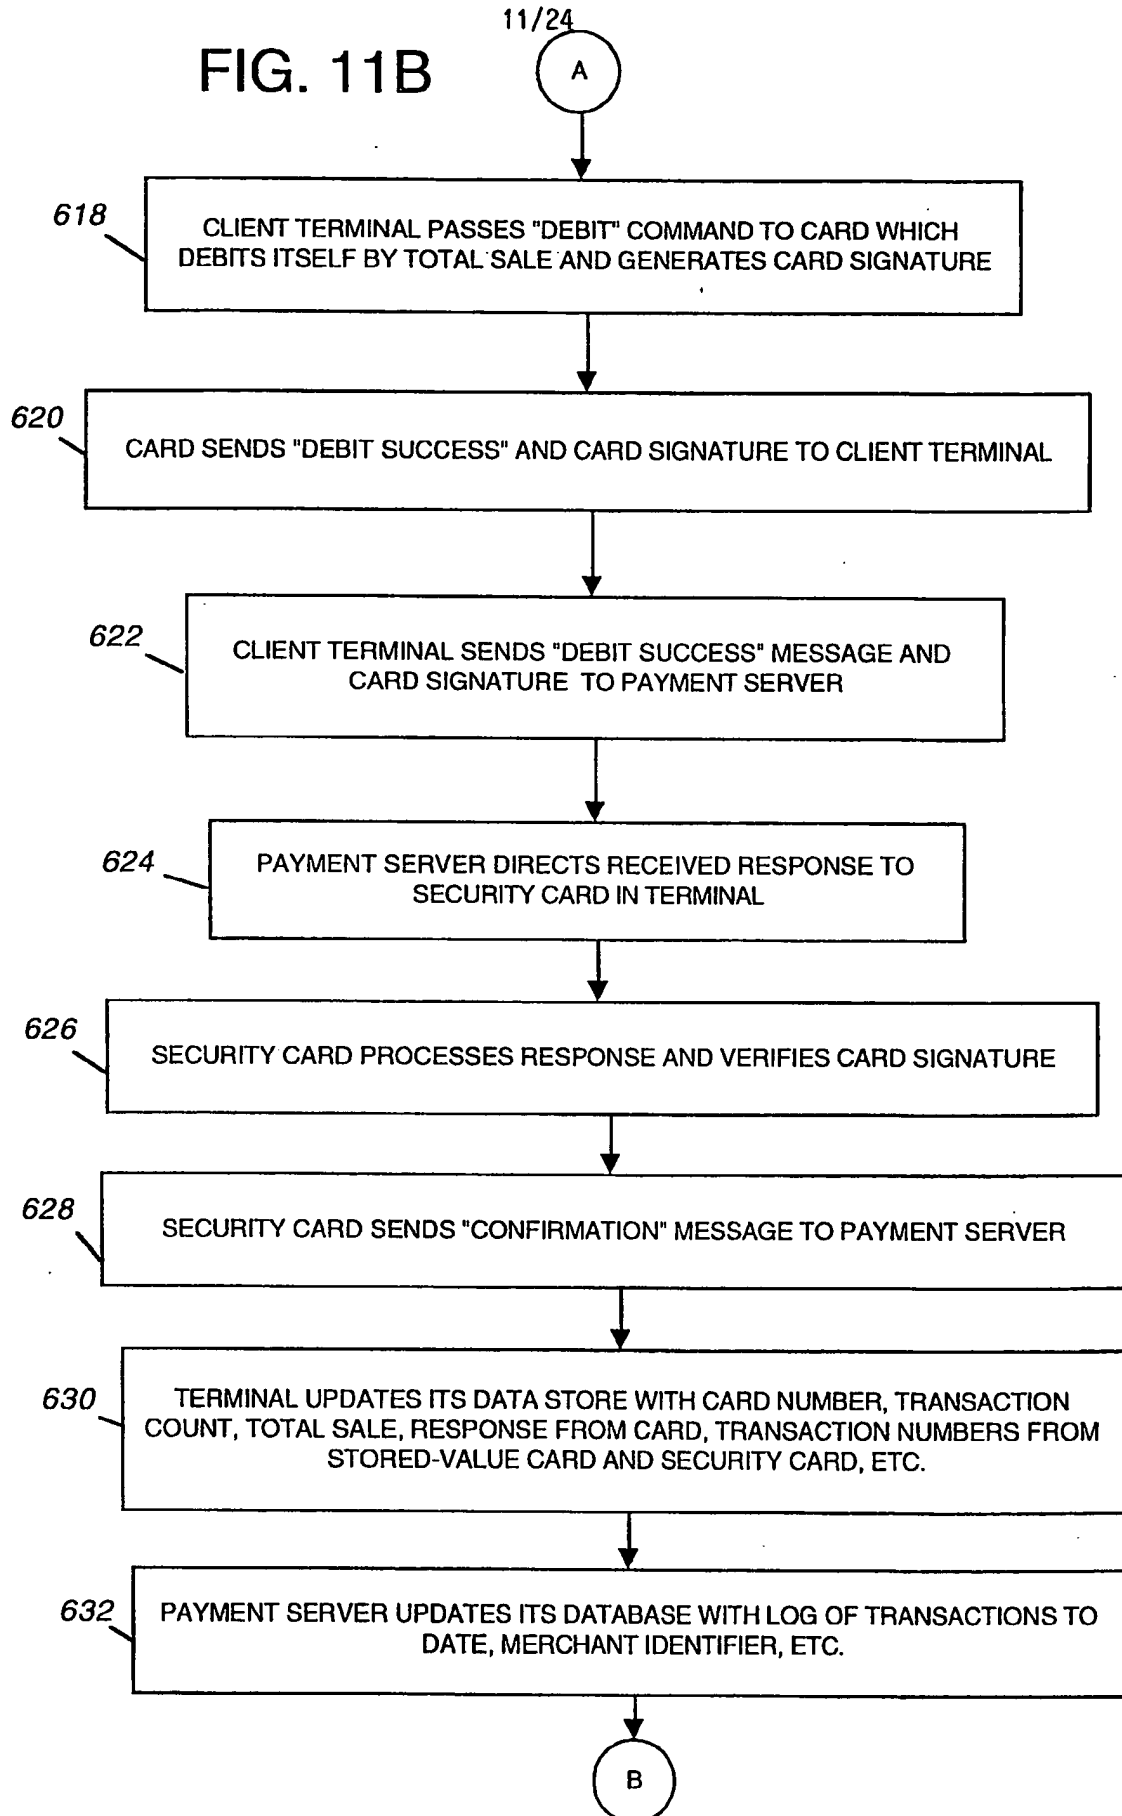 11/24
FIG. 11B
A
618
CLIENT TERMINAL PASSES "DEBIT" COMMAND TO CARD WHICH
DEBITS ITSELF BY TOTAL SALE AND GENERATES CARD SIGNATURE
620
CARD SENDS "DEBIT SUCCESS" AND CARD SIGNATURE TO CLIENT TERMINAL
622
CLIENT TERMINAL SENDS "DEBIT SUCCESS" MESSAGE AND
CARD SIGNATURE TO PAYMENT SERVER
624
PAYMENT SERVER DIRECTS RECEIVED RESPONSE TO
SECURITY CARD IN TERMINAL
626
SECURITY CARD PROCESSES RESPONSE AND VERIFIES CARD SIGNATURE
628
SECURITY CARD SENDS "CONFIRMATION" MESSAGE TO PAYMENT SERVER
630
TERMINAL UPDATES ITS DATA STORE WITH CARD NUMBER, TRANSACTION
COUNT, TOTAL SALE, RESPONSE FROM CARD, TRANSACTION NUMBERS FROM
STORED-VALUE CARD AND SECURITY CARD, ETC.
632
PAYMENT SERVER UPDATES ITS DATABASE WITH LOG OF TRANSACTIONS TO
DATE, MERCHANT IDENTIFIER, ETC.
B